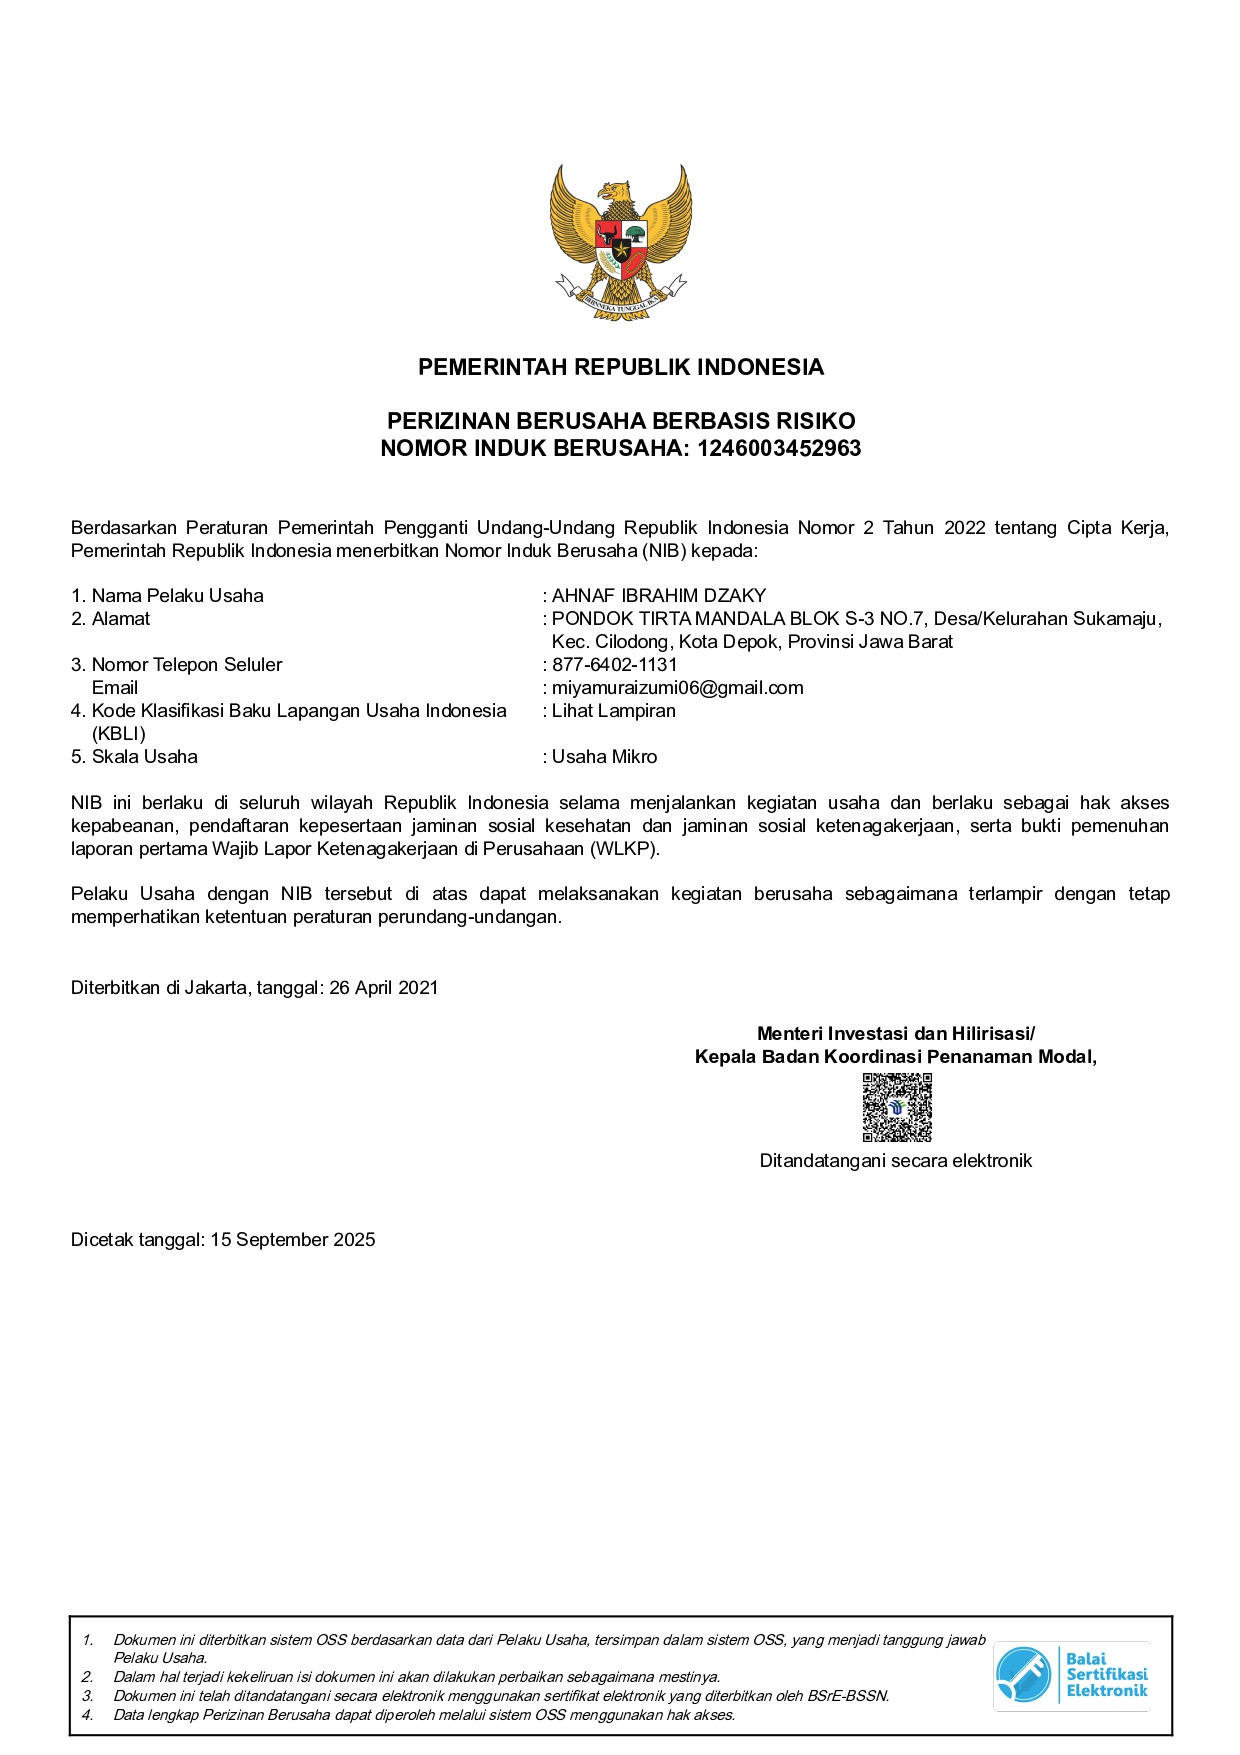 BHINNEKA TUNGGAL IKA
PEMERINTAH REPUBLIK INDONESIA
PERIZINAN BERUSAHA BERBASIS RISIKO
NOMOR INDUK BERUSAHA: 1246003452963
Berdasarkan Peraturan Pemerintah Pengganti Undang-Undang Republik Indonesia Nomor 2 Tahun 2022 tentang Cipta Kerja,
Pemerintah Republik Indonesia menerbitkan Nomor Induk Berusaha (NIB) kepada:
1. Nama Pelaku Usaha : AHNAF IBRAHIM DZAKY
2. Alamat : PONDOK TIRTA MANDALA BLOK S-3 NO.7, Desa/Kelurahan Sukamaju,
Kec. Cilodong, Kota Depok, Provinsi Jawa Barat
3. Nomor Telepon Seluler : 877-6402-1131
Email : miyamuraizumi06@gmail.com
4. Kode Klasifikasi Baku Lapangan Usaha Indonesia : Lihat Lampiran
(KBLI)
5. Skala Usaha : Usaha Mikro
NIB ini berlaku di seluruh wilayah Republik Indonesia selama menjalankan kegiatan usaha dan berlaku sebagai hak akses
kepabeanan, pendaftaran kepesertaan jaminan sosial kesehatan dan jaminan sosial ketenagakerjaan, serta bukti pemenuhan
laporan pertama Wajib Lapor Ketenagakerjaan di Perusahaan (WLKP).
Pelaku Usaha dengan NIB tersebut di atas dapat melaksanakan kegiatan berusaha sebagaimana terlampir dengan tetap
memperhatikan ketentuan peraturan perundang-undangan.
Diterbitkan di Jakarta, tanggal: 26 April 2021
Menteri Investasi dan Hilirisasi/
Kepala Badan Koordinasi Penanaman Modal,
Ditandatangani secara elektronik
Dicetak tanggal: 15 September 2025
1. Dokumen ini diterbitkan sistem OSS berdasarkan data dari Pelaku Usaha, tersimpan dalam sistem OSS, yang menjadi tanggung jawab
Pelaku Usaha.
2. Dalam hal terjadi kekeliruan isi dokumen ini akan dilakukan perbaikan sebagaimana mestinya.
3. Dokumen ini telah ditandatangani secara elektronik menggunakan sertifikat elektronik yang diterbitkan oleh BSrE-BSSN.
4. Data lengkap Perizinan Berusaha dapat diperoleh melalui sistem OSS menggunakan hak akses.
Balai
Sertifikasi
Elektronik